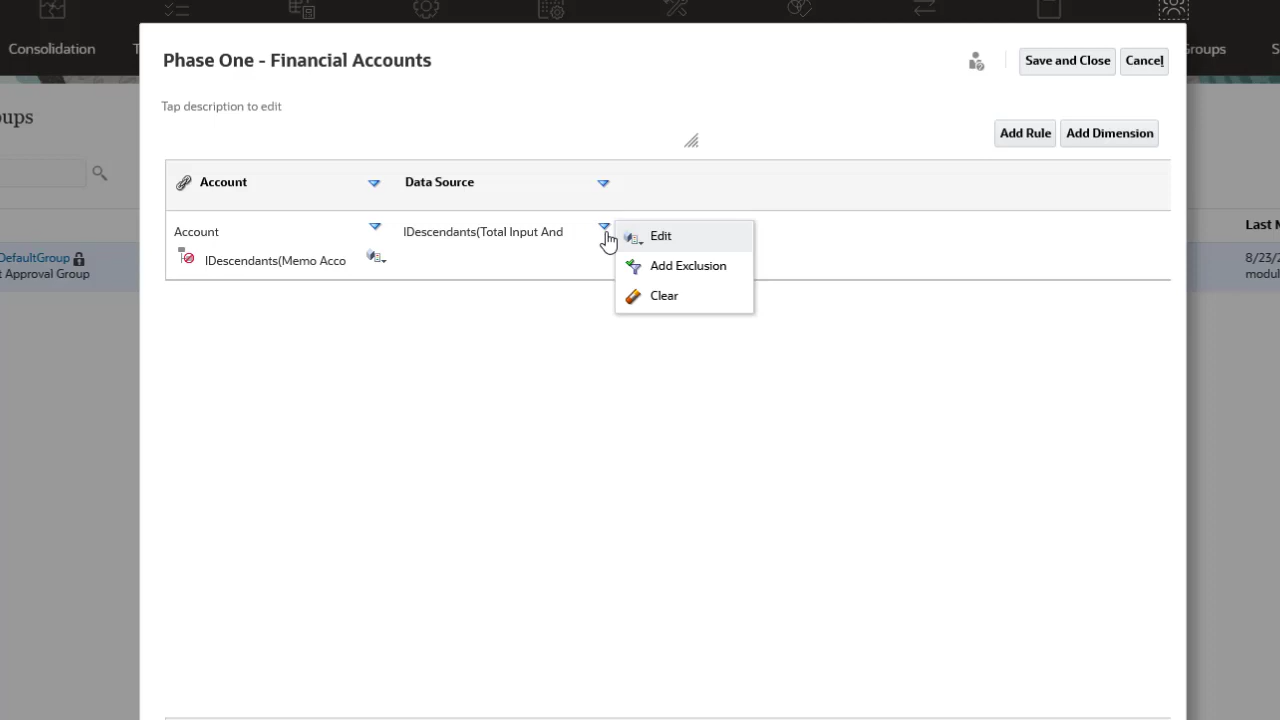 Consolidation
T
Groups
S
Phase One - Financial Accounts
Save and Close
Cancel
oups
Tap description to edit
Add Rule
Add Dimension
Account
Data Source
Last M
Account
IDescendants(Total Input And
IDescendants(Memo Acco
Edit
Add Exclusion
Clear
DefaultGroup
t Approval Group
8/23/2
modul